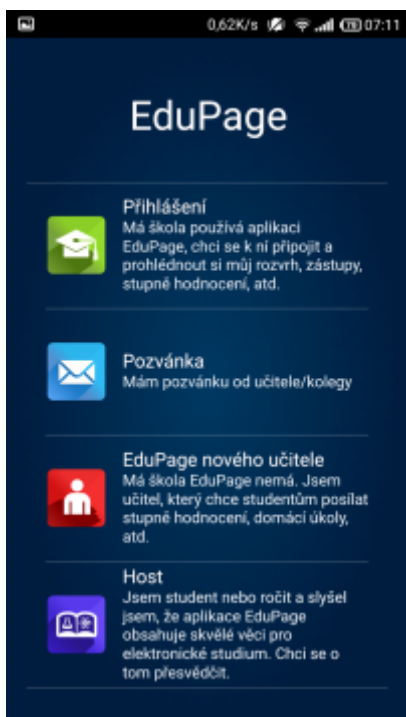 0,62K/s 78 07:11
EduPage
Přihlášení
Má škola používá aplikaci
EduPage, chci se k ní připojit a
prohlédnout si můj rozvrh, zástupy,
stupně hodnocení, atd.
Pozvánka
Mám pozvánku od učitele/kolegy
EduPage nového učitele
Má škola EduPage nemá. Jsem
učitel, který chce studentům posílat
stupně hodnocení, domácí úkoly,
atd.
Host
Jsem student nebo ročit a slyšel
jsem, že aplikace EduPage
obsahuje skvělé věci pro
elektronické studium. Chci se o
tom přesvědčit.